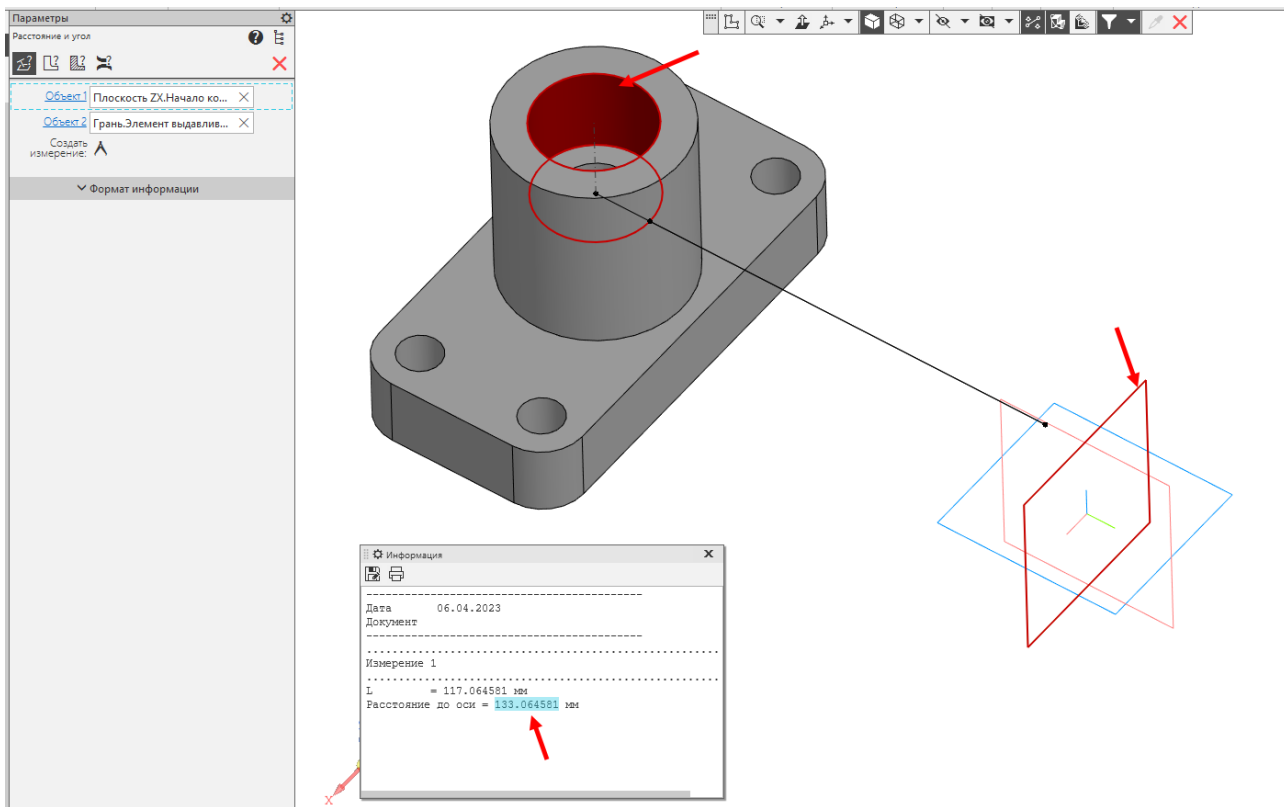 Параметры
Расстояние и угол
Объект 1 Плоскость ZX.Начало ко...
Объект 2 Грань.Элемент выдавлив...
Создать
измерение:
Формат информации
Информация
Дата 06.04.2023
Документ
Измерение 1
L = 117.064581 мм
Расстояние до оси = 133.064581 мм
X